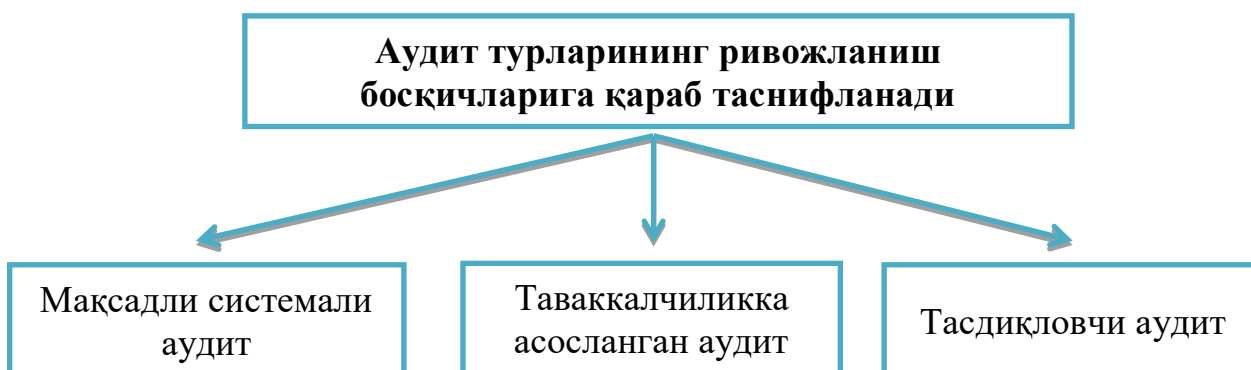 Аудит турларининг ривожланиш
босқичларига қараб таснифланади
Мақсадли системали
аудит
Таваккалчиликка
асосланган аудит
Тасдиқловчи аудит